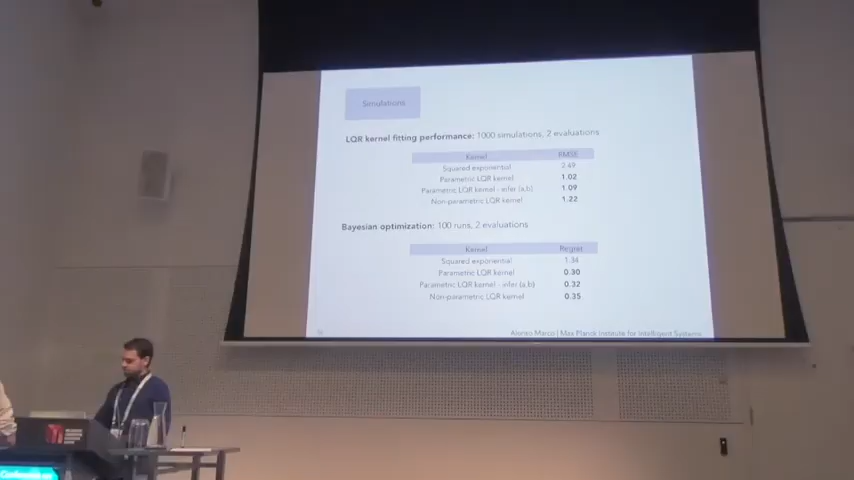 Simulations
LQR kernel fitting performance: 1000 simulations, 2 evaluations
Kernel RMSE
Squared exponential 2.49
Parametric LQR kernel 1.02
Parametric LQR kernel - infer (a,b) 1.09
Non-parametric LQR kernel 1.22
Bayesian optimization: 100 runs, 2 evaluations
Kernel Regret
Squared exponential 1.34
Parametric LQR kernel 0.30
Parametric LQR kernel - infer (a,b) 0.32
Non-parametric LQR kernel 0.35
Alonso Marco | Max Planck Institute for Intelligent Systems